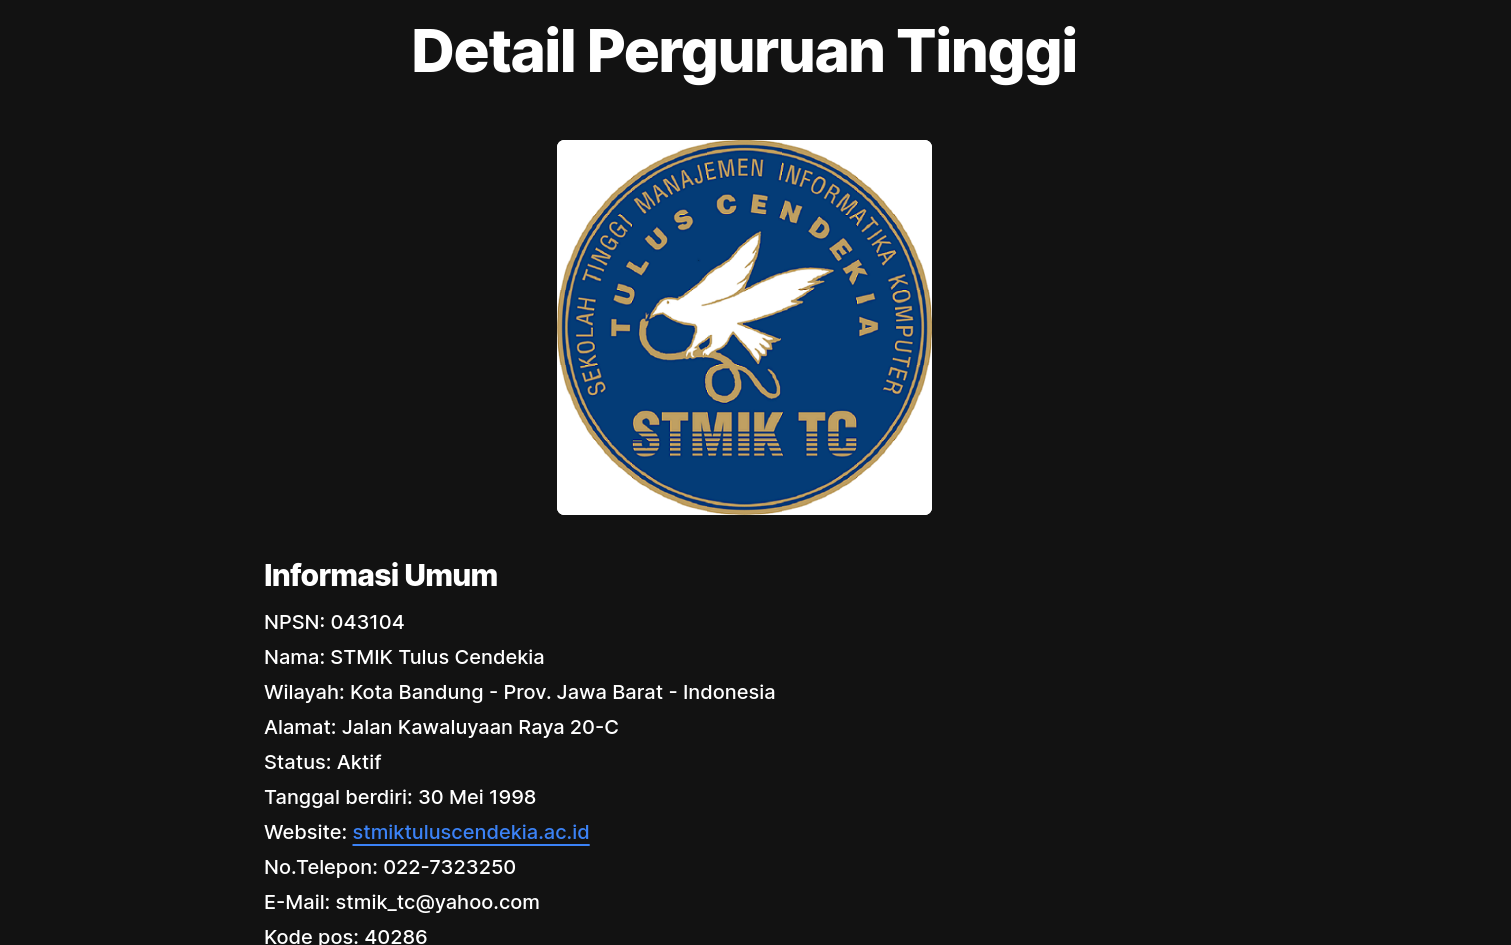 Detail Perguruan Tinggi
SEKOLAH TINGGI MANAJEMEN INFORMATIKA KOMPUTER
TULUS CENDEKIA
STMIK TC
Informasi Umum
NPSN: 043104
Nama: STMIK Tulus Cendekia
Wilayah: Kota Bandung - Prov. Jawa Barat - Indonesia
Alamat: Jalan Kawaluyaan Raya 20-C
Status: Aktif
Tanggal berdiri: 30 Mei 1998
Website: stmiktuluscendekia.ac.id
No.Telepon: 022-7323250
E-Mail: stmik_tc@yahoo.com
Kode pos: 40286